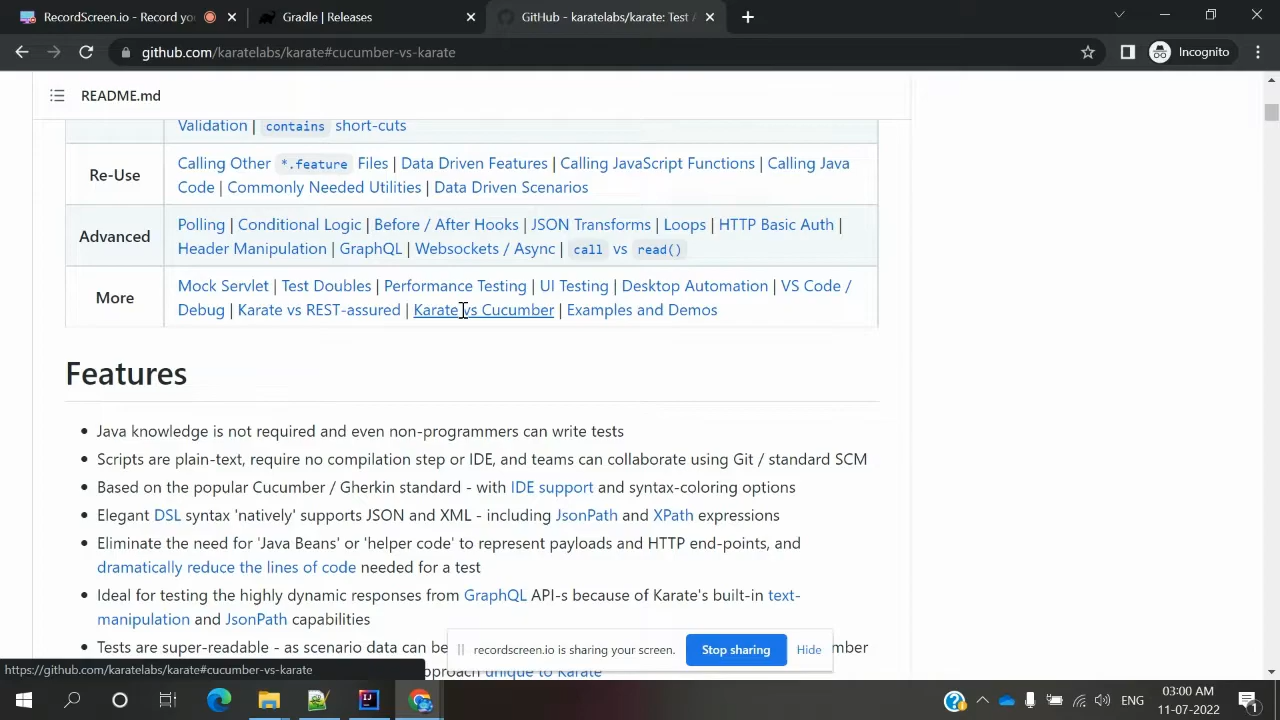 RecordScreen.io - Record you
Gradle | Releases
GitHub - karatelabs/karate: Test A
github.com/karatelabs/karate#cucumber-vs-karate
Incognito
README.md
Validation | contains short-cuts
Re-Use
Calling Other *.feature Files | Data Driven Features | Calling JavaScript Functions | Calling Java
Code | Commonly Needed Utilities | Data Driven Scenarios
Advanced
Polling | Conditional Logic | Before / After Hooks | JSON Transforms | Loops | HTTP Basic Auth |
Header Manipulation | GraphQL | Websockets / Async | call vs read()
More
Mock Servlet | Test Doubles | Performance Testing | UI Testing | Desktop Automation | VS Code /
Debug | Karate vs REST-assured | Karate vs Cucumber | Examples and Demos
Features
• Java knowledge is not required and even non-programmers can write tests
• Scripts are plain-text, require no compilation step or IDE, and teams can collaborate using Git / standard SCM
• Based on the popular Cucumber / Gherkin standard - with IDE support and syntax-coloring options
• Elegant DSL syntax 'natively' supports JSON and XML - including JsonPath and XPath expressions
• Eliminate the need for 'Java Beans' or 'helper code' to represent payloads and HTTP end-points, and
dramatically reduce the lines of code needed for a test
• Ideal for testing the highly dynamic responses from GraphQL API-s because of Karate's built-in text-
manipulation and JsonPath capabilities
• Tests are super-readable - as scenario data can be
mber
proach unique to Karate
recordscreen.io is sharing your screen.
Stop sharing
Hide
https://github.com/karatelabs/karate#cucumber-vs-karate
ENG
03:00 AM
11-07-2022
1